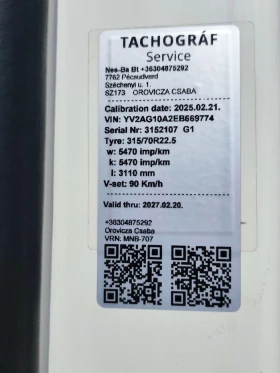 TACHOGRÁF
Service
Nes-Ba Bt +36304875292
7762 Pécsudverd
Széchenyi u. 1.
SZ173 OROVICZA CSABA
Calibration date: 2025.02.21.
VIN: YV2AG10A2EB669774
Serial Nr: 3152107 G1
Tyre: 315/70R22.5
w: 5470 imp/km
k: 5470 imp/km
l: 3110 mm
V-set: 90 Km/h
Valid thru: 2027.02.20.
+36304875292
Orovicza Csaba
VRN: MNB-707